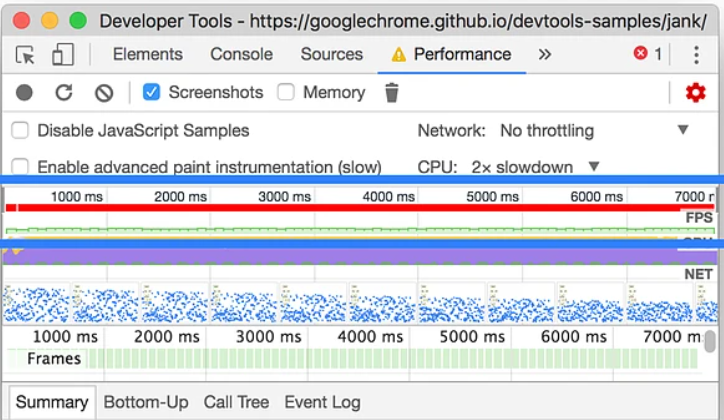 Developer Tools - https://googlechrome.github.io/devtools-samples/jank/
Elements Console Sources Performance » 1
Screenshots Memory
Disable JavaScript Samples Network: No throttling
Enable advanced paint instrumentation (slow) CPU: 2× slowdown
1000 ms 2000 ms 3000 ms 4000 ms 5000 ms 6000 ms 7000 
FPS
NET
1000 ms 2000 ms 3000 ms 4000 ms 5000 ms 6000 ms 7000 m
Frames
Summary Bottom-Up Call Tree Event Log